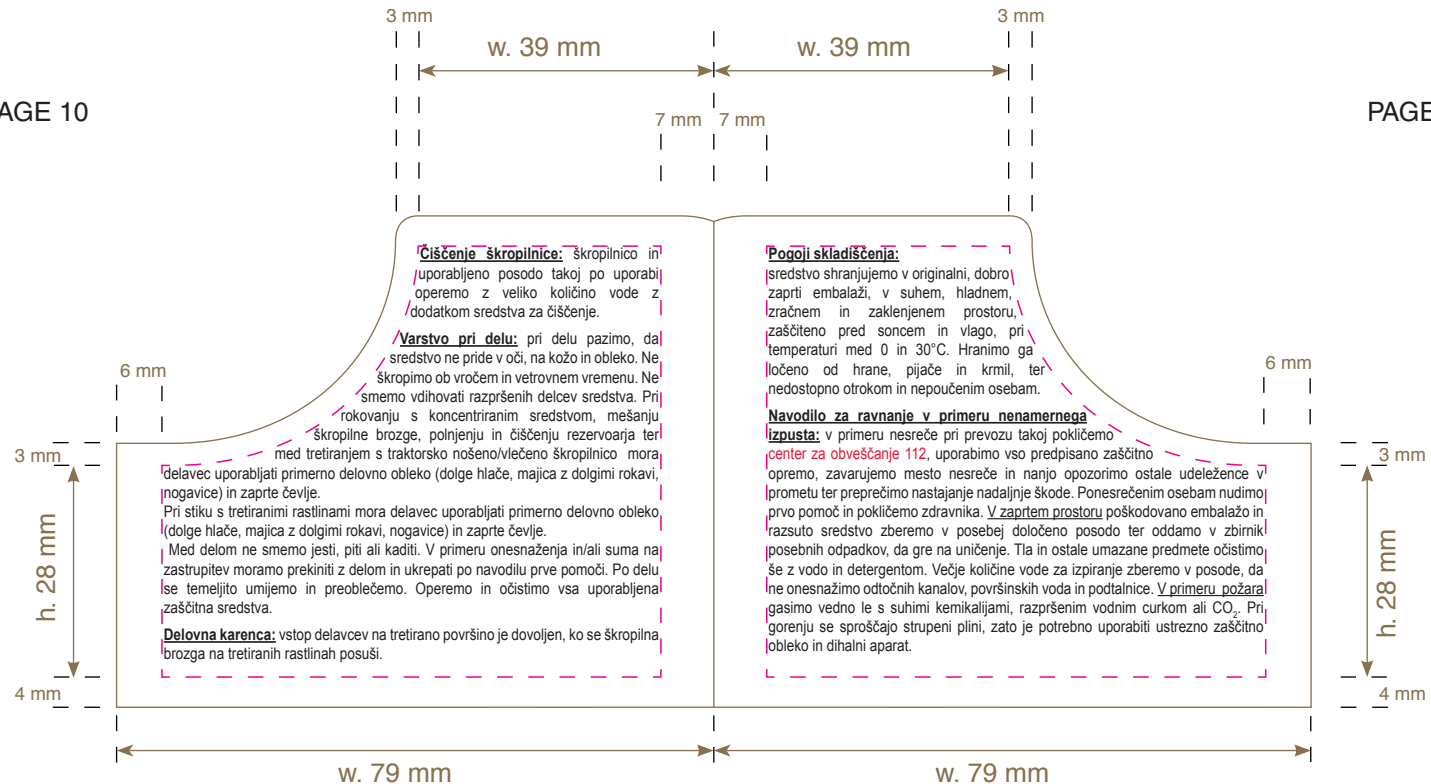 3 mm
3 mm
w. 39 mm
w. 39 mm
AGE 10
PAGE
7 mm
7 mm
Čiščenje škropilnice: škropilnico in
uporabljeno posodo takoj po uporabi
operemo z veliko količino vode z
dodatkom sredstva za čiščenje.
Varstvo pri delu: pri delu pazimo, da
sredstvo ne pride v oči, na kožo in obleko. Ne
škropimo ob vročem in vetrovnem vremenu. Ne
smemo vdihovati razpršenih delcev sredstva. Pri
rokovanju s koncentriranim sredstvom, mešanju
škropilne brozge, polnjenju in čiščenju rezervoarja ter
med tretiranjem s traktorsko nošeno/vlečeno škropilnico mora
delavec uporabljati primerno delovno obleko (dolge hlače, majica z dolgimi rokavi,
nogavice) in zaprte čevlje.
Pri stiku s tretiranimi rastlinami mora delavec uporabljati primerno delovno obleko
(dolge hlače, majica z dolgimi rokavi, nogavice) in zaprte čevlje.
Med delom ne smemo jesti, piti ali kaditi. V primeru onesnaženja in/ali suma na
zastrupitev moramo prekiniti z delom in ukrepati po navodilu prve pomoči. Po delu
se temeljito umijemo in preoblečemo. Operemo in očistimo vsa uporabljena
zaščitna sredstva.
Delovna karenca: vstop delavcev na tretirano površino je dovoljen, ko se škropilna
brozga na tretiranih rastlinah posuši.
Pogoji skladiščenja:
sredstvo shranjujemo v originalni, dobro
zaprti embalaži, v suhem, hladnem,
zračnem in zaklenjenem prostoru,
zaščiteno pred soncem in vlago, pri
temperaturi med 0 in 30°C. Hranimo ga
ločeno od hrane, pijače in krmil, ter
nedostopno otrokom in nepoučenim osebam.
Navodilo za ravnanje v primeru nenamernega
izpusta: v primeru nesreče pri prevozu takoj pokličemo
center za obveščanje 112, uporabimo vso predpisano zaščitno
opremo, zavarujemo mesto nesreče in nanjo opozorimo ostale udeležence v
prometu ter preprečimo nastajanje nadaljnje škode. Ponesrečenim osebam nudimo
prvo pomoč in pokličemo zdravnika. V zaprtem prostoru poškodovano embalažo in
razsuto sredstvo zberemo v posebej določeno posodo ter oddamo v zbirnik
posebnih odpadkov, da gre na uničenje. Tla in ostale umazane predmete očistimo
še z vodo in detergentom. Večje količine vode za izpiranje zberemo v posode, da
ne onesnažimo odtočnih kanalov, površinskih voda in podtalnice. V primeru požara
gasimo vedno le s suhimi kemikalijami, razpršenim vodnim curkom ali CO₂. Pri
gorenju se sproščajo strupeni plini, zato je potrebno uporabiti ustrezno zaščitno
obleko in dihalni aparat.
6 mm
6 mm
3 mm
3 mm
h. 28 mm
h. 28 mm
4 mm
4 mm
w. 79 mm
w. 79 mm